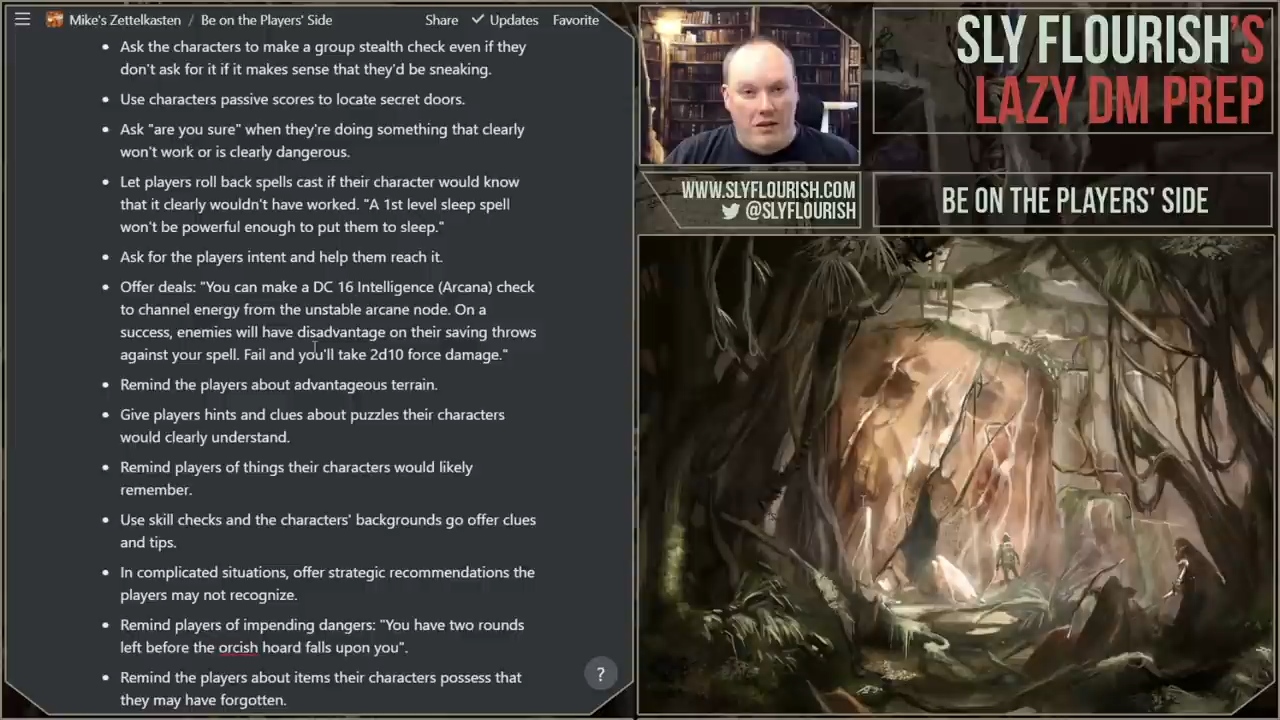 Mike's Zettelkasten / Be on the Players' Side
Share
Updates
Favorite
Ask the characters to make a group stealth check even if they
don't ask for it if it makes sense that they'd be sneaking.
Use characters passive scores to locate secret doors.
Ask "are you sure" when they're doing something that clearly
won't work or is clearly dangerous.
Let players roll back spells cast if their character would know
that it clearly wouldn't have worked. "A 1st level sleep spell
won't be powerful enough to put them to sleep."
Ask for the players intent and help them reach it.
Offer deals: "You can make a DC 16 Intelligence (Arcana) check
to channel energy from the unstable arcane node. On a
success, enemies will have disadvantage on their saving throws
against your spell. Fail and you'll take 2d10 force damage."
Remind the players about advantageous terrain.
Give players hints and clues about puzzles their characters
would clearly understand.
Remind players of things their characters would likely
remember.
Use skill checks and the characters' backgrounds go offer clues
and tips.
In complicated situations, offer strategic recommendations the
players may not recognize.
Remind players of impending dangers: "You have two rounds
left before the orcish hoard falls upon you".
Remind the players about items their characters possess that
they may have forgotten.
?
SLY FLOURISH'S
LAZY DM PREP
WWW.SLYFLOURISH.COM
@SLYFLOURISH
BE ON THE PLAYERS' SIDE